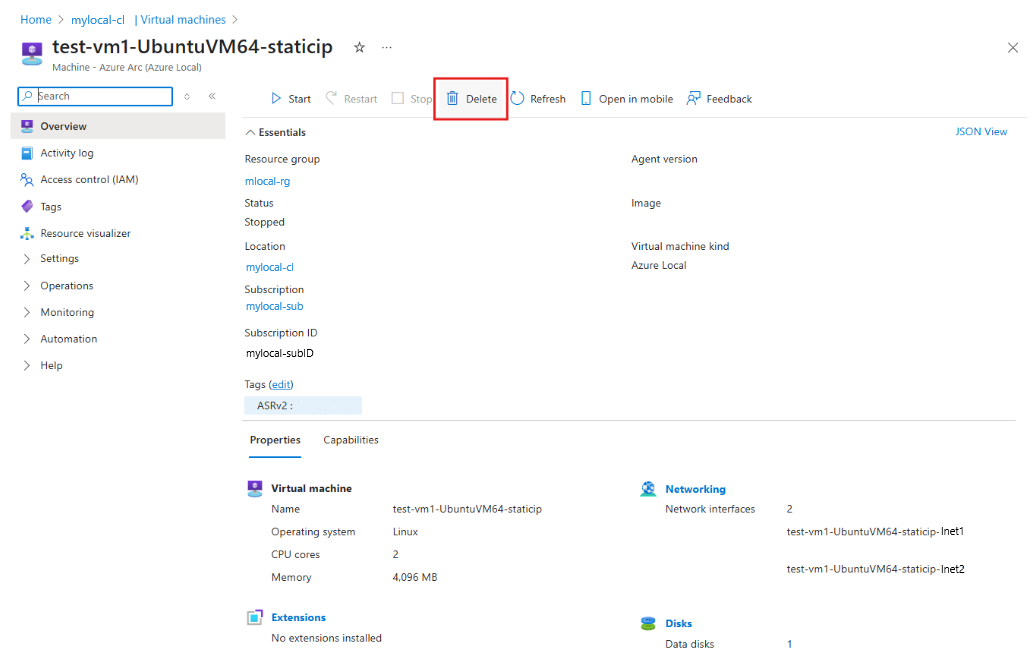 Home > mylocal-cl | Virtual machines >
test-vm1-UbuntuVM64-staticip ☆ ...
Machine - Azure Arc (Azure Local)
Search
Start Restart Stop Delete Refresh Open in mobile Feedback
Overview
Activity log
Access control (IAM)
Tags
Resource visualizer
Settings
Operations
Monitoring
Automation
Help
Essentials
JSON View
Resource group
mlocal-rg
Status
Stopped
Location
mylocal-cl
Subscription
mylocal-sub
Subscription ID
mylocal-subID
Agent version
Image
Virtual machine kind
Azure Local
Tags (edit)
ASRv2 :
Properties Capabilities
Virtual machine
Name test-vm1-UbuntuVM64-staticip
Operating system Linux
CPU cores 2
Memory 4,096 MB
Extensions
No extensions installed
Networking
Network interfaces 2
test-vm1-UbuntuVM64-staticip-Inet1
test-vm1-UbuntuVM64-staticip-Inet2
Disks
Data disks 1